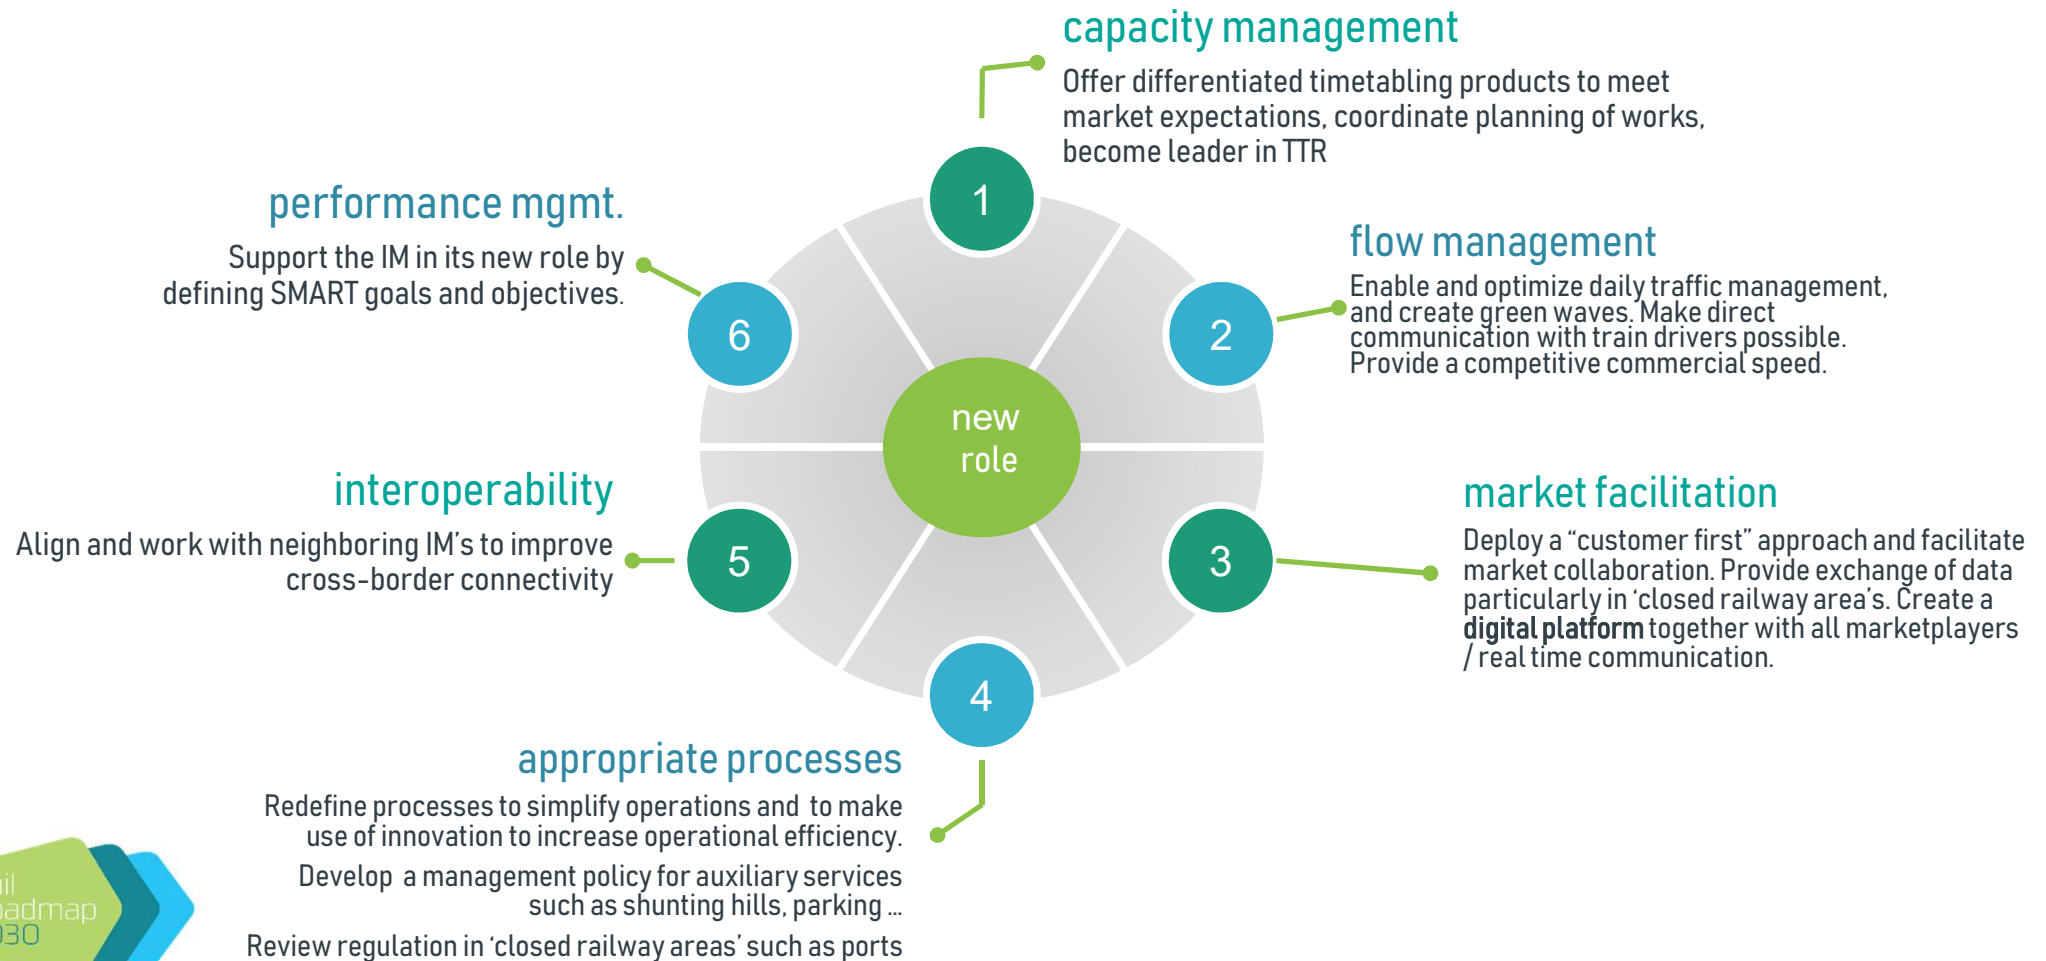 capacity management
Offer differentiated timetabling products to meet
market expectations, coordinate planning of works,
become leader in TTR
1
performance mgmt.
Support the IM in its new role by
defining SMART goals and objectives.
6
flow management
Enable and optimize daily traffic management,
and create green waves. Make direct
communication with train drivers possible.
Provide a competitive commercial speed.
2
new
role
interoperability
Align and work with neighboring IM's to improve
cross-border connectivity
5
market facilitation
Deploy a “customer first” approach and facilitate
market collaboration. Provide exchange of data
particularly in ‘closed railway area’s. Create a
digital platform together with all marketplayers
/ real time communication.
3
4
appropriate processes
Redefine processes to simplify operations and to make
use of innovation to increase operational efficiency.
Develop a management policy for auxiliary services
such as shunting hills, parking ...
Review regulation in ‘closed railway areas’ such as ports